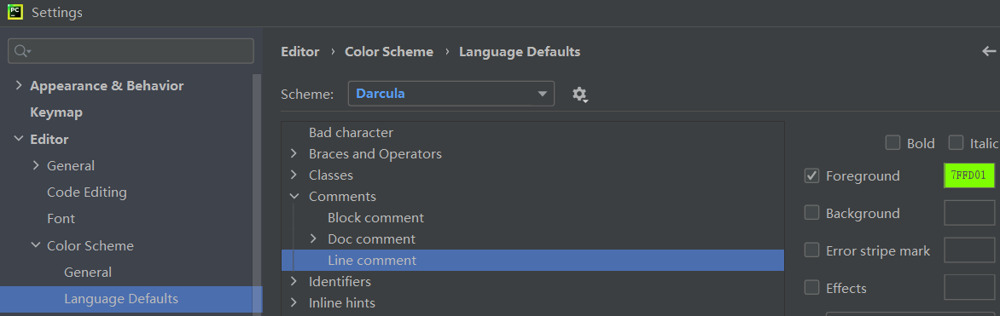 PC
Settings
Editor › Color Scheme › Language Defaults
Appearance & Behavior
Keymap
Editor
General
Code Editing
Font
Color Scheme
General
Language Defaults
Scheme: Darcula
Bad character
Braces and Operators
Classes
Comments
Block comment
Doc comment
Line comment
Identifiers
Inline hints
Bold Italic
Foreground 7FFD01
Background
Error stripe mark
Effects